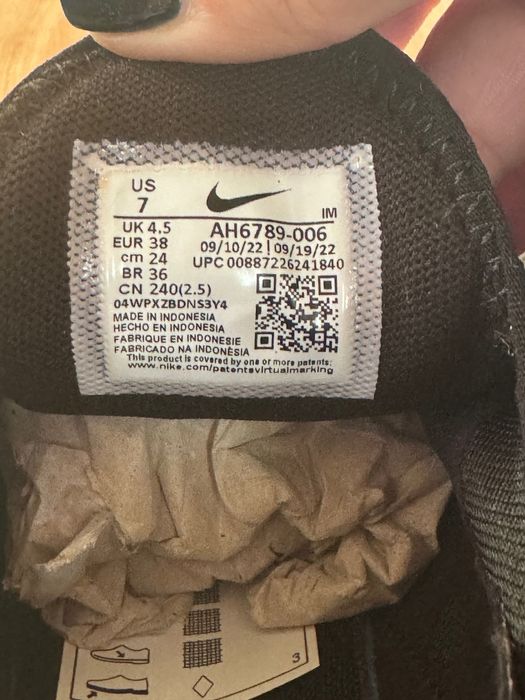 US
7
IM
UK 4.5
EUR 38
cm 24
BR 36
CN 240(2.5)
AH6789-006
09/10/22 | 09/19/22
UPC 00887226241840
04WPXZBDNS3Y4
MADE IN INDONESIA
HECHO EN INDONESIA
FABRIQUE EN INDONESIE
FABRICADO NA INDONÉSIA
This product is covered by one or more patents:
www.nike.com/patentsvirtualmarking
3